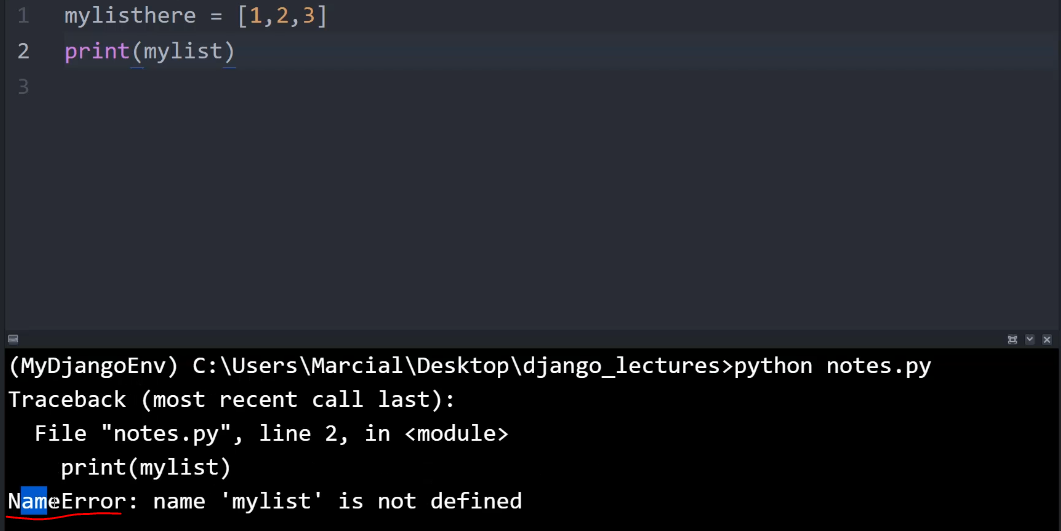 1 mylisthere = [1,2,3]
2 print(mylist)
3
(MyDjangoEnv) C:\Users\Marcial\Desktop\django_lectures>python notes.py
Traceback (most recent call last):
  File "notes.py", line 2, in <module>
    print(mylist)
NameError: name 'mylist' is not defined